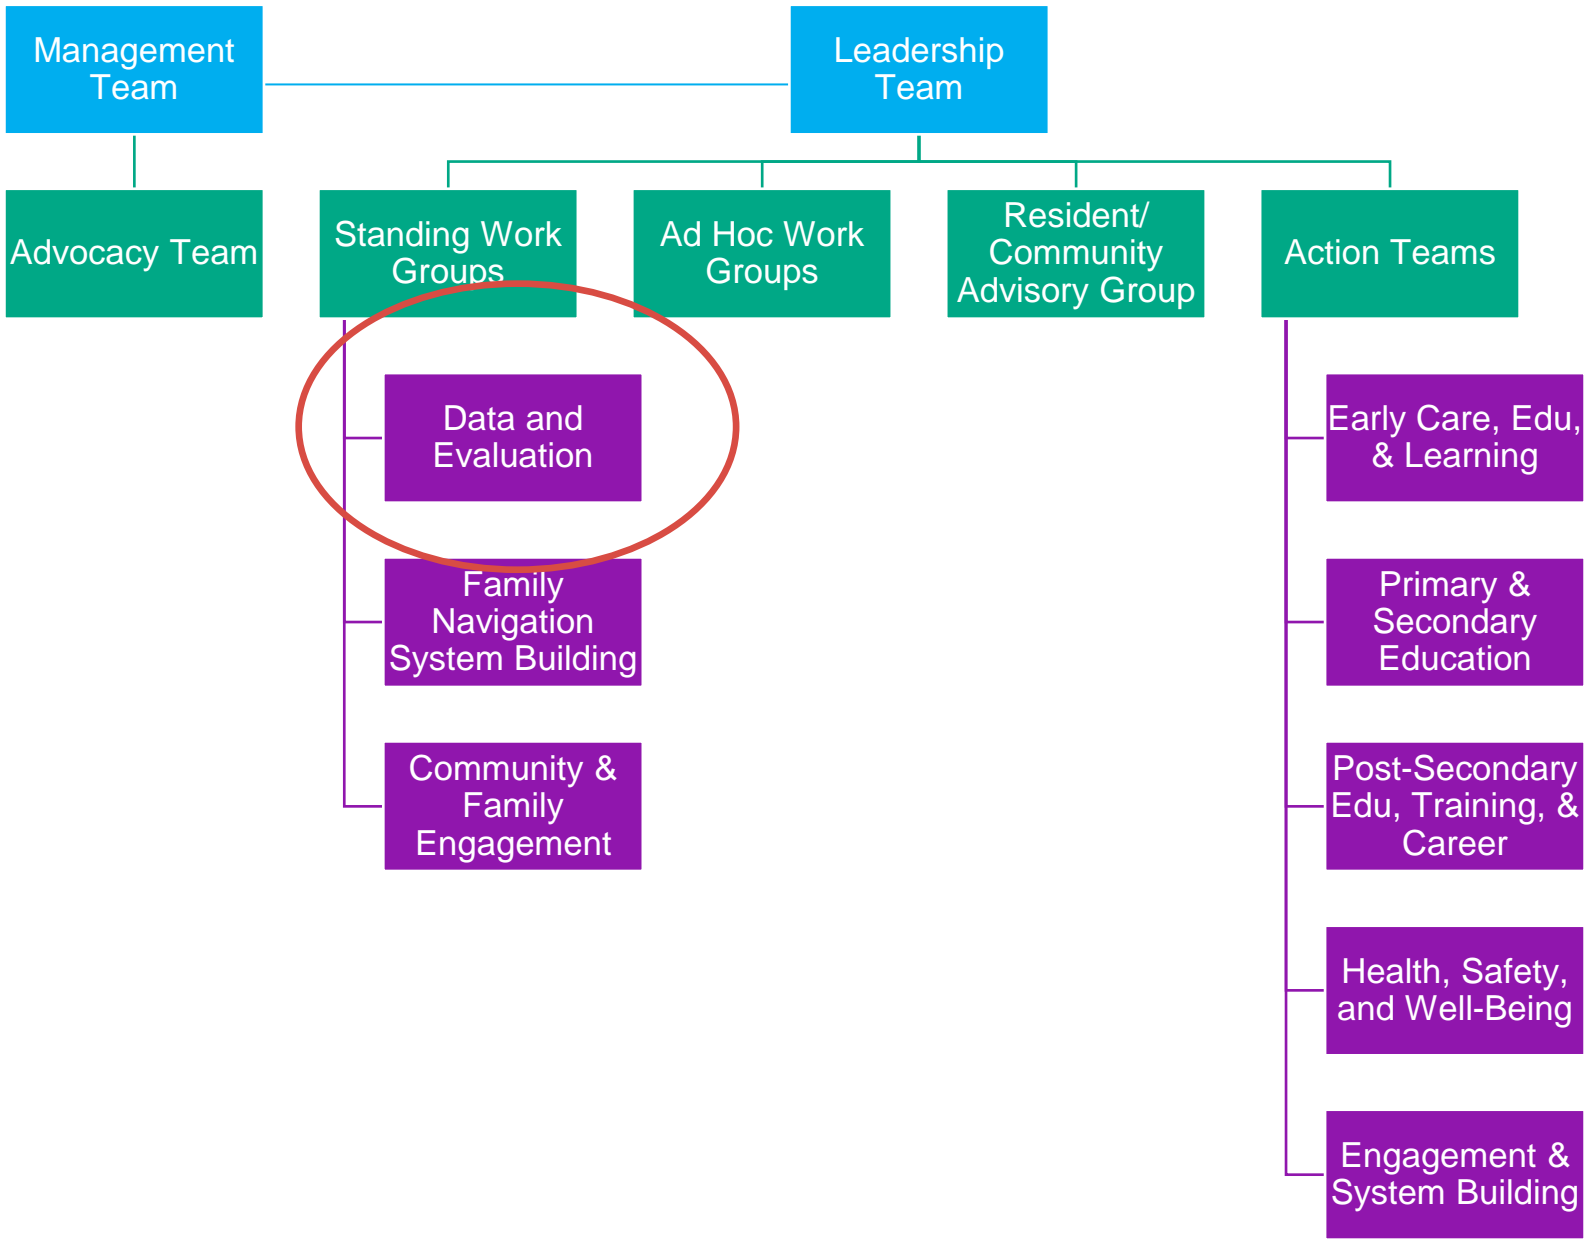 Management
Team
Leadership
Team
Advocacy Team
Standing Work
Groups
Ad Hoc Work
Groups
Resident/
Community
Advisory Group
Action Teams
Data and
Evaluation
Family
Navigation
System Building
Community &
Family
Engagement
Early Care, Edu,
& Learning
Primary &
Secondary
Education
Post-Secondary
Edu, Training, &
Career
Health, Safety,
and Well-Being
Engagement &
System Building